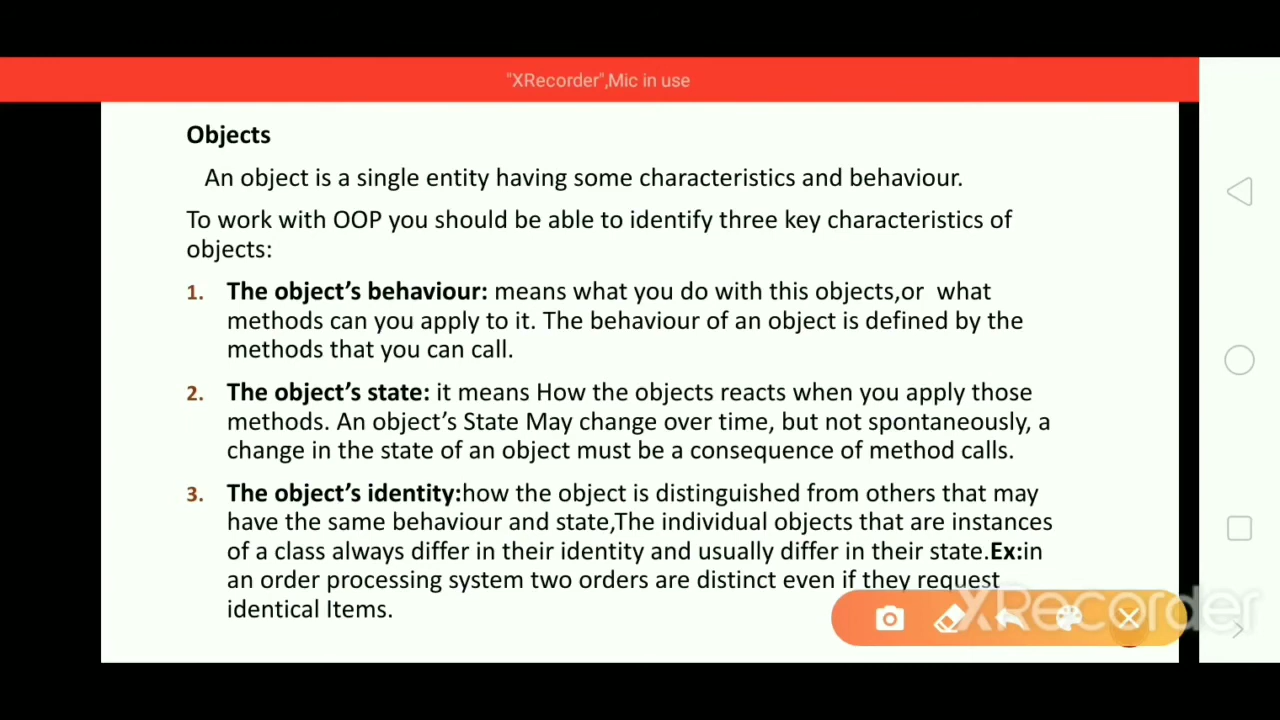 "XRecorder",Mic in use
Objects
An object is a single entity having some characteristics and behaviour.
To work with OOP you should be able to identify three key characteristics of
objects:
1. The object’s behaviour: means what you do with this objects,or what
methods can you apply to it. The behaviour of an object is defined by the
methods that you can call.
2. The object’s state: it means How the objects reacts when you apply those
methods. An object’s State May change over time, but not spontaneously, a
change in the state of an object must be a consequence of method calls.
3. The object’s identity:how the object is distinguished from others that may
have the same behaviour and state,The individual objects that are instances
of a class always differ in their identity and usually differ in their state.Ex:in
an order processing system two orders are distinct even if they request
identical Items.
XRecorder